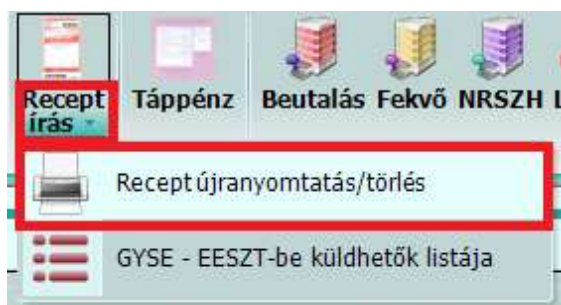 Recept Táppénz Beutalás Fekvő NRSZH
írás
Recept újranyomtatás/törlés
GYSE - EESZT-be küldhetők listája